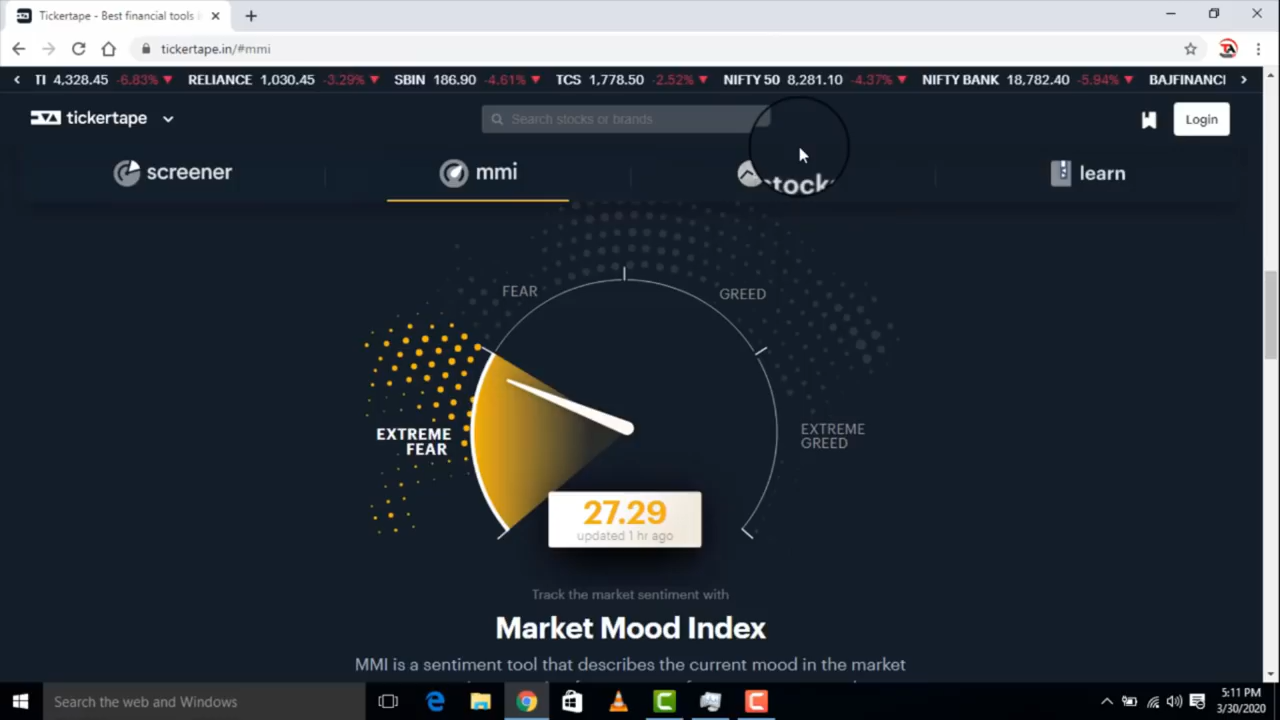 Tickertape - Best financial tools i
tickertape.in/#mmi
TI 4,328.45 -6.83% ▼ RELIANCE 1,030.45 -3.29% ▼ SBIN 186.90 -4.61% ▼ TCS 1,778.50 -2.52% ▼ NIFTY 50 8,281.10 -4.37% ▼ NIFTY BANK 18,782.40 -5.94% ▼ BAJFINANCI
tickertape
Search stocks or brands
Login
screener
mmi
stocks
learn
FEAR
GREED
EXTREME
FEAR
EXTREME
GREED
27.29
updated 1 hr ago
Track the market sentiment with
Market Mood Index
MMI is a sentiment tool that describes the current mood in the market
Search the web and Windows
5:11 PM
3/30/2020